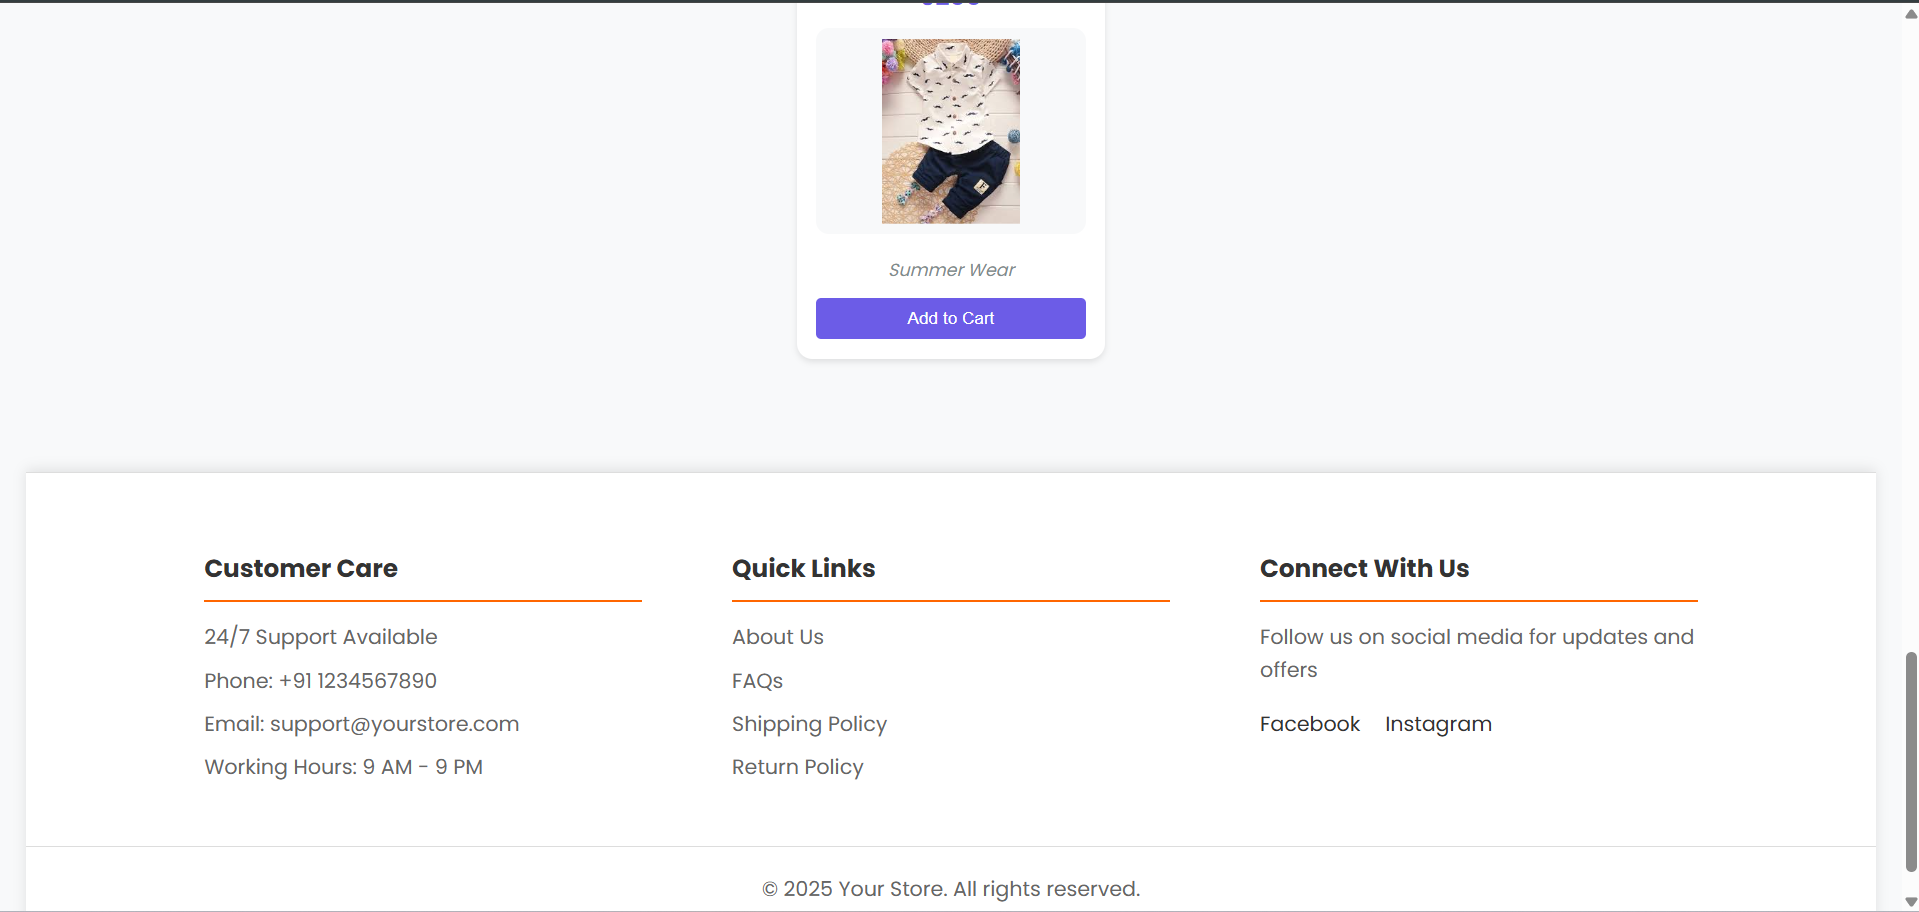 Summer Wear
Add to Cart
Customer Care
24/7 Support Available
Phone: +91 1234567890
Email: support@yourstore.com
Working Hours: 9 AM - 9 PM
Quick Links
About Us
FAQs
Shipping Policy
Return Policy
Connect With Us
Follow us on social media for updates and
offers
Facebook Instagram
© 2025 Your Store. All rights reserved.